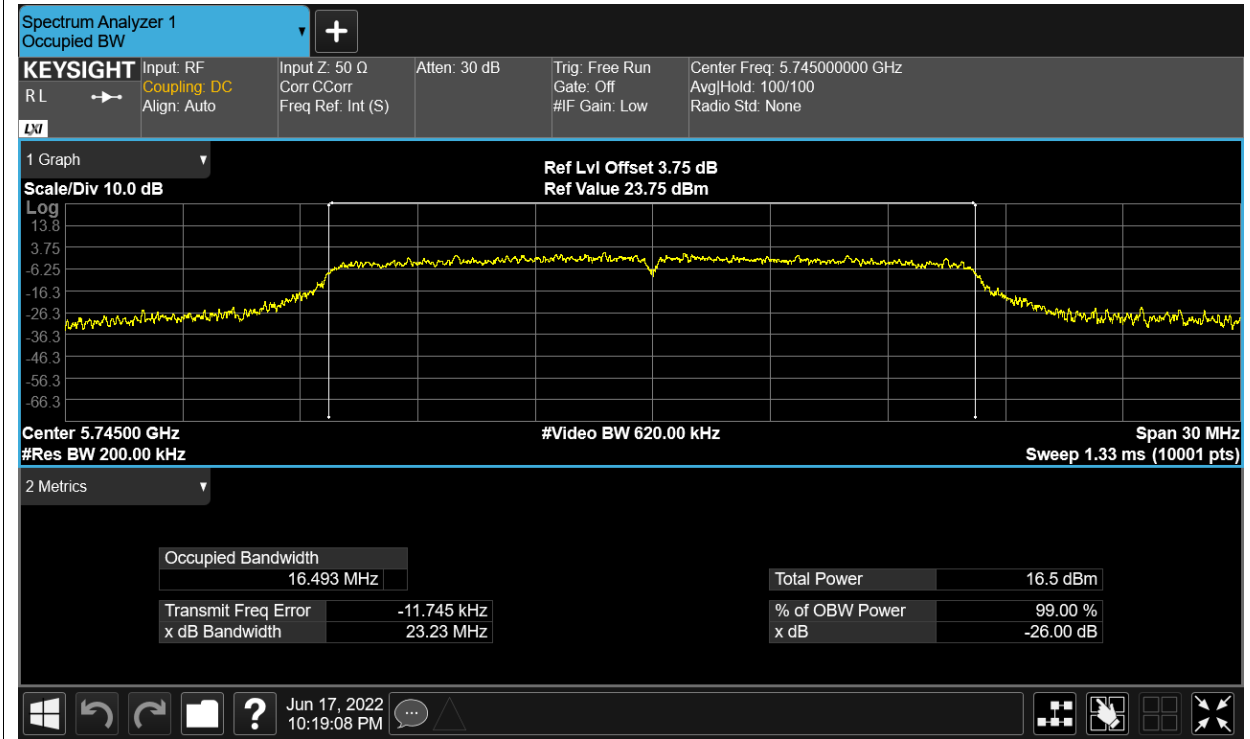 Spectrum Analyzer 1
Occupied BW
KEYSIGHT Input: RF Input Z: 50 Ω Atten: 30 dB Trig: Free Run Center Freq: 5.745000000 GHz
R L Coupling: DC Corr CCorr Gate: Off Avg|Hold: 100/100
Align: Auto Freq Ref: Int (S) #IF Gain: Low Radio Std: None
LXI
1 Graph
Ref Lvl Offset 3.75 dB
Scale/Div 10.0 dB Ref Value 23.75 dBm
Log
13.8
3.75
-6.25
-16.3
-26.3
-36.3
-46.3
-56.3
-66.3
Center 5.74500 GHz #Video BW 620.00 kHz Span 30 MHz
#Res BW 200.00 kHz Sweep 1.33 ms (10001 pts)
2 Metrics
Occupied Bandwidth
16.493 MHz Total Power 16.5 dBm
Transmit Freq Error -11.745 kHz % of OBW Power 99.00 %
x dB Bandwidth 23.23 MHz x dB -26.00 dB
? Jun 17, 2022
10:19:08 PM